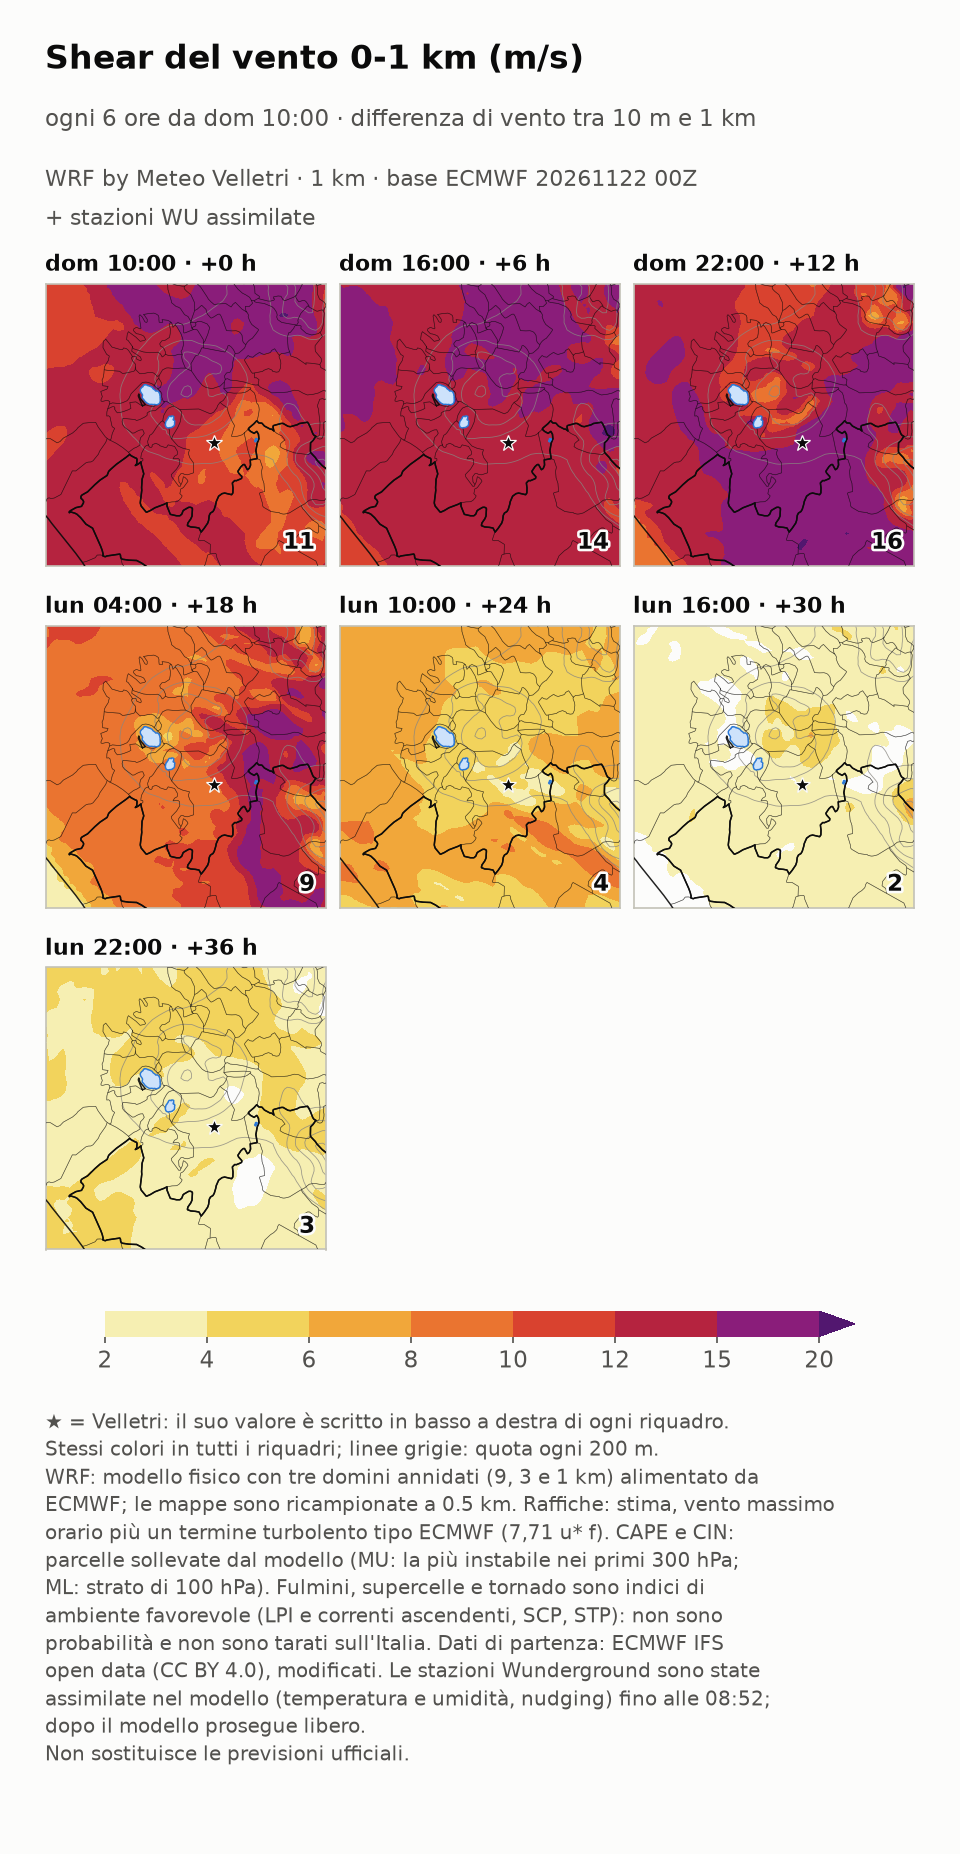 Shear del vento 0-1 km (m/s)
ogni 6 ore da dom 10:00 · differenza di vento tra 10 m e 1 km
WRF by Meteo Velletri · 1 km · base ECMWF 20261122 00Z
+ stazioni WU assimilate
dom 10:00 · +0 h
dom 16:00 · +6 h
dom 22:00 · +12 h
11
14
16
lun 04:00 · +18 h
lun 10:00 · +24 h
lun 16:00 · +30 h
9
4
2
lun 22:00 · +36 h
3
2 4 6 8 10 12 15 20
★ = Velletri: il suo valore è scritto in basso a destra di ogni riquadro.
Stessi colori in tutti i riquadri; linee grigie: quota ogni 200 m.
WRF: modello fisico con tre domini annidati (9, 3 e 1 km) alimentato da
ECMWF; le mappe sono ricampionate a 0.5 km. Raffiche: stima, vento massimo
orario più un termine turbolento tipo ECMWF (7,71 u* f). CAPE e CIN:
parcelle sollevate dal modello (MU: la più instabile nei primi 300 hPa;
ML: strato di 100 hPa). Fulmini, supercelle e tornado sono indici di
ambiente favorevole (LPI e correnti ascendenti, SCP, STP): non sono
probabilità e non sono tarati sull'Italia. Dati di partenza: ECMWF IFS
open data (CC BY 4.0), modificati. Le stazioni Wunderground sono state
assimilate nel modello (temperatura e umidità, nudging) fino alle 08:52;
dopo il modello prosegue libero.
Non sostituisce le previsioni ufficiali.